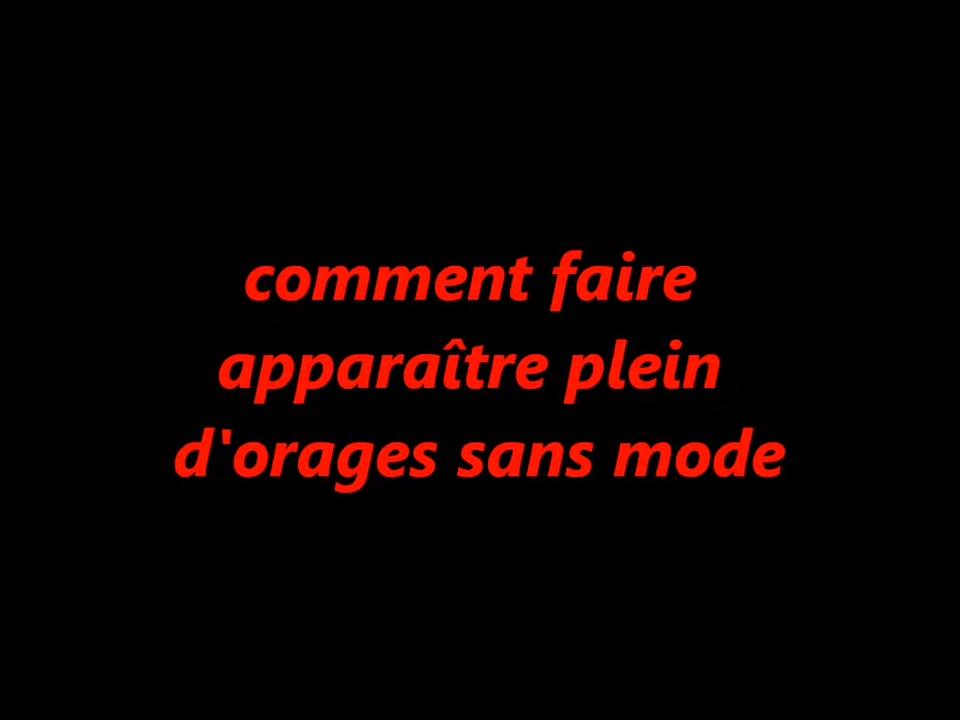 comment faire
apparaître plein
d'orages sans mode